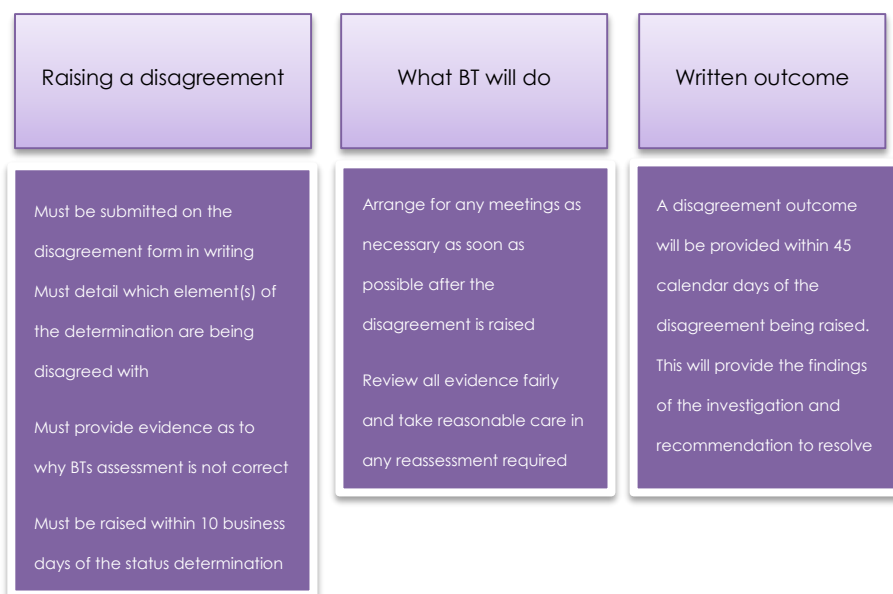 Raising a disagreement
Must be submitted on the
disagreement form in writing
Must detail which element(s) of
the determination are being
disagreed with
Must provide evidence as to
why BTs assessment is not correct
Must be raised within 10 business
days of the status determination
What BT will do
Arrange for any meetings as
necessary as soon as
possible after the
disagreement is raised
Review all evidence fairly
and take reasonable care in
any reassessment required
Written outcome
A disagreement outcome
will be provided within 45
calendar days of the
disagreement being raised.
This will provide the findings
of the investigation and
recommendation to resolve